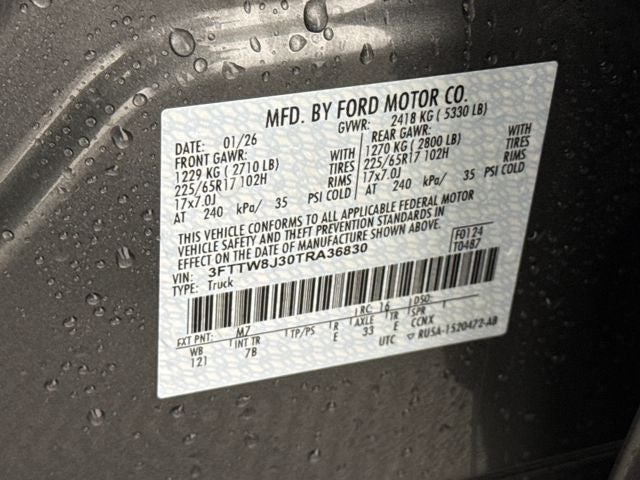 MFD. BY FORD MOTOR CO.
DATE: 01/26 GVWR: 2418 KG ( 5330 LB)
FRONT GAWR: REAR GAWR:
1229 KG ( 2710 LB) WITH 1270 KG ( 2800 LB) WITH
225/65R17 102H TIRES 225/65R17 102H TIRES
17x7.0J RIMS 17x7.0J RIMS
AT 240 kPa/ 35 PSI COLD AT 240 kPa/ 35 PSI COLD
THIS VEHICLE CONFORMS TO ALL APPLICABLE FEDERAL MOTOR
VEHICLE SAFETY AND THEFT PREVENTION STANDARDS IN
EFFECT ON THE DATE OF MANUFACTURE SHOWN ABOVE.
VIN: 3FTTW8J30TRA36830 F0124
TYPE: Truck T0487
EXT PNT: M7 RC: 16 DSO:
WB INT TR TP/PS R AXLE TR SPR
121 7B E 33 E CCNX
UTC RU5A-1520472-AB